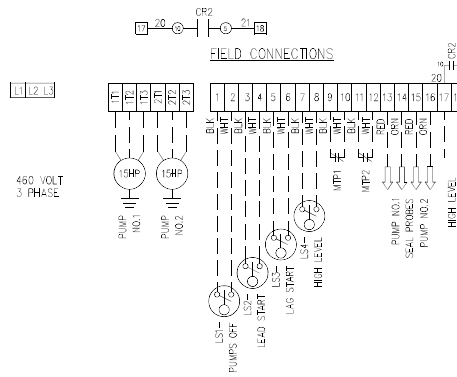 CR2
17 20 10 5 21 18
FIELD CONNECTIONS
CR2
10
20
L1 L2 L3
1T1 1T2 1T3 2T1 2T2 2T3
1 2 3 4 5 6 7 8 9 10 11 12 13 14 15 16 17
BLK WHT BLK WHT BLK WHT BLK WHT BLK WHT BLK WHT RED ORN RED ORN
460 VOLT
3 PHASE
15HP 15HP
MTP1 MTP2
PUMP NO.1
PUMP NO.2
PUMP NO.1
SEAL PROBES
PUMP NO.2
HIGH LEVEL
LS4-
HIGH LEVEL
LS3-
LAG START
LS2-
LEAD START
LS1-
PUMPS OFF